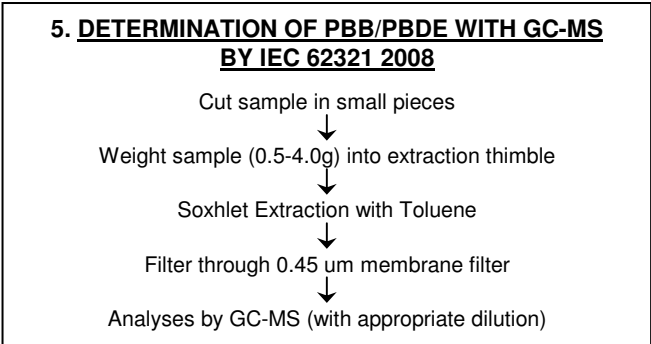 5. DETERMINATION OF PBB/PBDE WITH GC-MS
BY IEC 62321 2008
Cut sample in small pieces
Weight sample (0.5-4.0g) into extraction thimble
Soxhlet Extraction with Toluene
Filter through 0.45 um membrane filter
Analyses by GC-MS (with appropriate dilution)